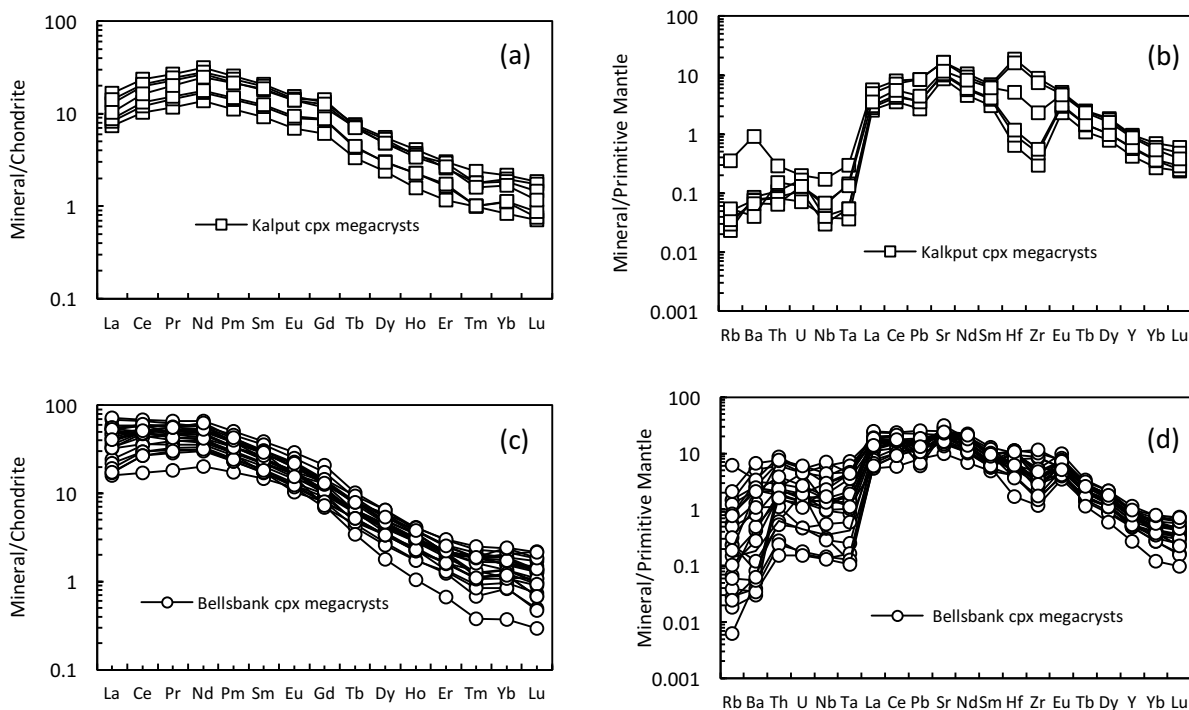 100
10
1
0.1
Mineral/Chondrite
(a)
Kalput cpx megacrysts
La Ce Pr Nd Pm Sm Eu Gd Tb Dy Ho Er Tm Yb Lu
100
10
1
0.1
0.01
0.001
Mineral/Primitive Mantle
(b)
Kalkput cpx megacrysts
Rb Ba Th U Nb Ta La Ce Pb Sr Nd Sm Hf Zr Eu Tb Dy Y Yb Lu
100
10
1
0.1
Mineral/Chondrite
(c)
Bellsbank cpx megacrysts
La Ce Pr Nd Pm Sm Eu Gd Tb Dy Ho Er Tm Yb Lu
100
10
1
0.1
0.01
0.001
Mineral/Primitive Mantle
(d)
Bellsbank cpx megacrysts
Rb Ba Th U Nb Ta La Ce Pb Sr Nd Sm Hf Zr Eu Tb Dy Y Yb Lu